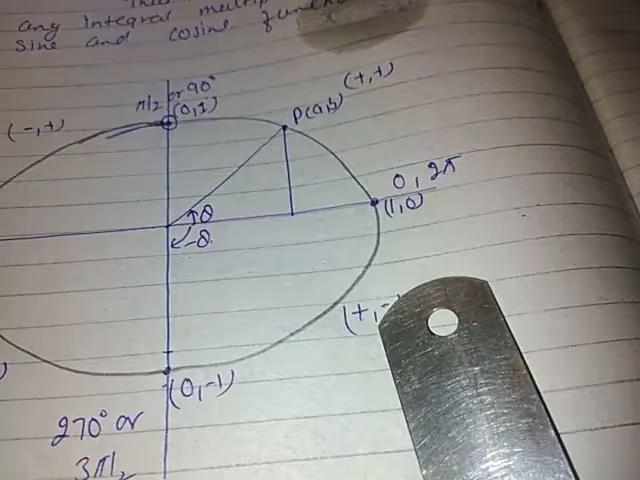 any integral multip
sine and cosine
π/2 or 90°
(0,1)
(-,+)
P(a,b)
(+,+)
0, 2π
(1,0)
θ
-θ
(+,-
(0,-1)
270° or
3π/2